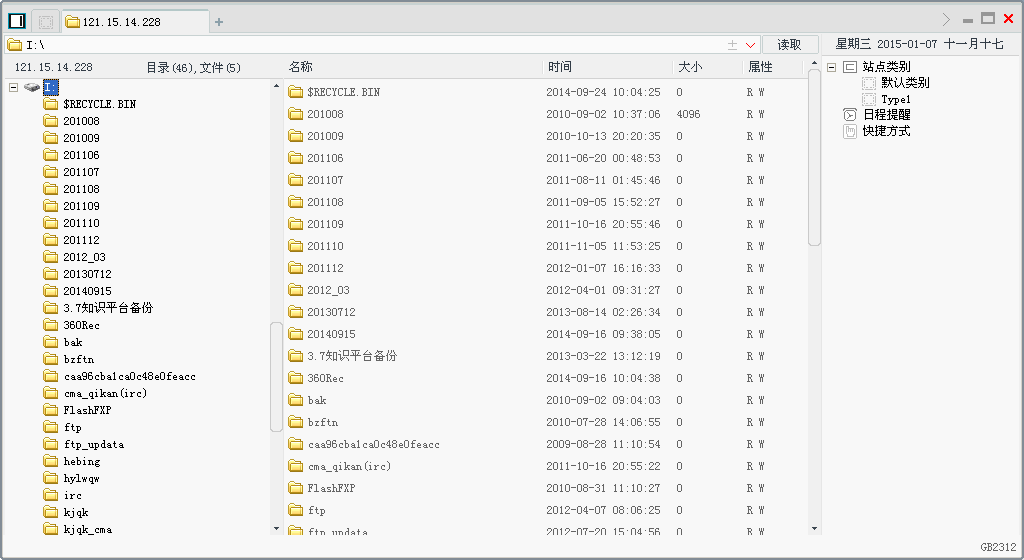 121.15.14.228 +
I:\ 读取 星期三 2015-01-07 十一月十七
121.15.14.228 目录(46),文件(5) 名称 时间 大小 属性
I:
$RECYCLE.BIN
201008
201009
201106
201107
201108
201109
201110
201112
2012_03
20130712
20140915
3.7知识平台备份
360Rec
bak
bzftn
caa96cba1ca0c48e0feacc
cma_qikan(irc)
FlashFXP
ftp
ftp_updata
hebing
hylwqw
irc
kjqk
kjqk_cma
$RECYCLE.BIN 2014-09-24 10:04:25 0 R W
201008 2010-09-02 10:37:06 4096 R W
201009 2010-10-13 20:20:35 0 R W
201106 2011-06-20 00:48:53 0 R W
201107 2011-08-11 01:45:46 0 R W
201108 2011-09-05 15:52:27 0 R W
201109 2011-10-16 20:55:46 0 R W
201110 2011-11-05 11:53:25 0 R W
201112 2012-01-07 16:16:33 0 R W
2012_03 2012-04-01 09:31:27 0 R W
20130712 2013-08-14 02:26:34 0 R W
20140915 2014-09-16 09:38:05 0 R W
3.7知识平台备份 2013-03-22 13:12:19 0 R W
360Rec 2014-09-16 10:04:38 0 R W
bak 2010-09-02 09:04:03 0 R W
bzftn 2010-07-28 14:06:55 0 R W
caa96cba1ca0c48e0feacc 2009-08-28 11:10:54 0 R W
cma_qikan(irc) 2011-10-16 20:55:22 0 R W
FlashFXP 2010-08-31 11:10:27 0 R W
ftp 2012-04-07 08:06:25 0 R W
ftp_updata 2012-07-20 15:04:56 0 R W
站点类别
默认类别
Type1
日程提醒
快捷方式
GB2312